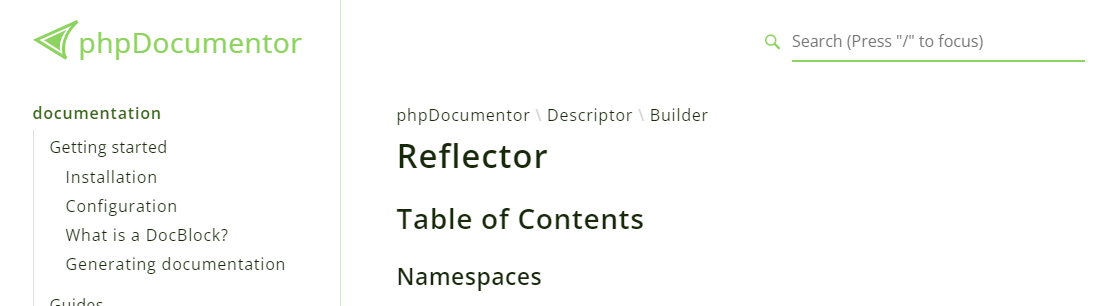 phpDocumentor
Search (Press "/" to focus)
documentation
Getting started
Installation
Configuration
What is a DocBlock?
Generating documentation
Guides
phpDocumentor \ Descriptor \ Builder
Reflector
Table of Contents
Namespaces